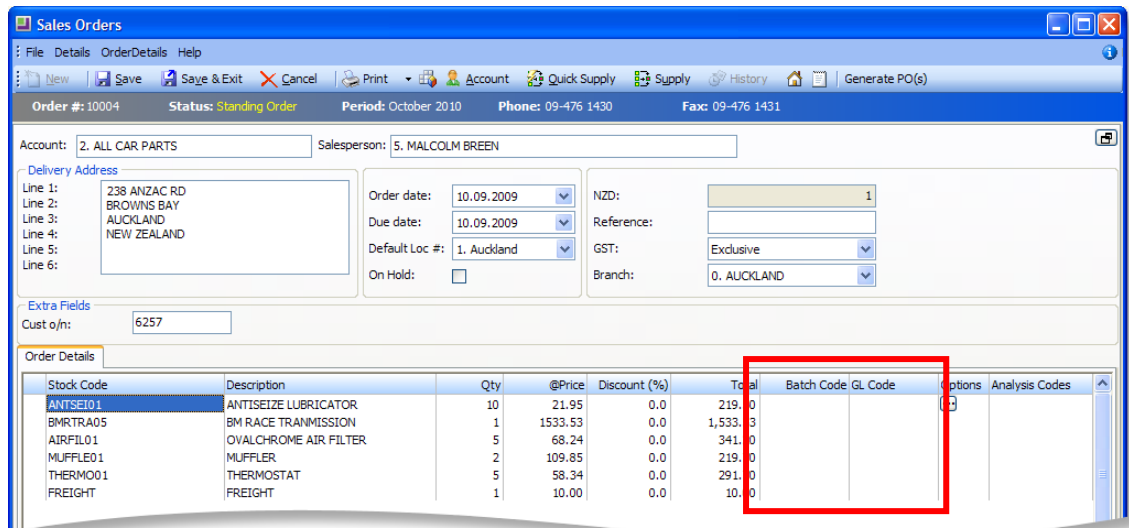 Sales Orders
File Details OrderDetails Help
New Save Save & Exit Cancel Print Account Quick Supply Supply History Generate PO(s)
Order #: 10004 Status: Standing Order Period: October 2010 Phone: 09-476 1430 Fax: 09-476 1431
Account: 2. ALL CAR PARTS Salesperson: 5. MALCOLM BREEN
Delivery Address
Line 1: 238 ANZAC RD
Line 2: BROWNS BAY
Line 3: AUCKLAND
Line 4: NEW ZEALAND
Line 5:
Line 6:
Order date: 10.09.2009
Due date: 10.09.2009
Default Loc #: 1. Auckland
On Hold:
NZD: 1
Reference:
GST: Exclusive
Branch: 0. AUCKLAND
Extra Fields
Cust o/n: 6257
Order Details
Stock Code Description Qty @Price Discount (%) Total Batch Code GL Code Options Analysis Codes
ANTSEI01 ANTISEIZE LUBRICATOR 10 21.95 0.0
BMRTRA05 BM RACE TRANMISSION 1 1533.53 0.0
AIRFIL01 OVALCHROME AIR FILTER 5 68.24 0.0
MUFFLE01 MUFFLER 2 109.85 0.0
THERMO01 THERMOSTAT 5 58.34 0.0
FREIGHT FREIGHT 1 10.00 0.0